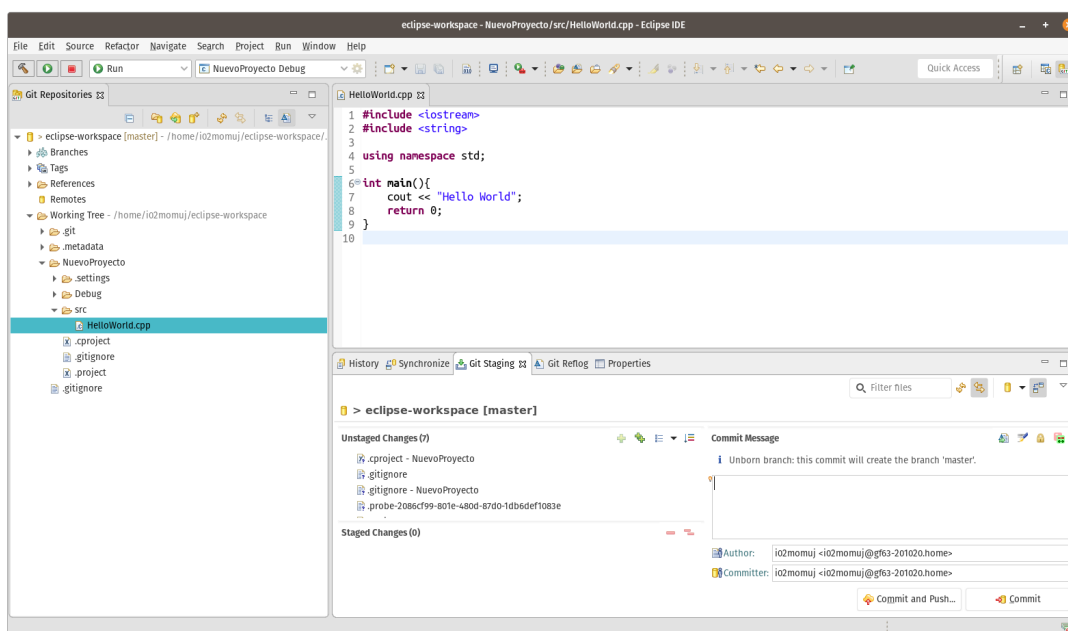 eclipse-workspace - NuevoProyecto/src/HelloWorld.cpp - Eclipse IDE
File Edit Source Refactor Navigate Search Project Run Window Help
Run
NuevoProyecto Debug
Quick Access
Git Repositories
eclipse-workspace [master] - /home/i02momuj/eclipse-workspace/.
Branches
Tags
References
Remotes
Working Tree - /home/i02momuj/eclipse-workspace
.git
.metadata
NuevoProyecto
.settings
Debug
src
HelloWorld.cpp
.cproject
.gitignore
.project
.gitignore
HelloWorld.cpp
1 #include <iostream>
2 #include <string>
3
4 using namespace std;
5
6 int main(){
7 cout << "Hello World";
8 return 0;
9 }
10
History Synchronize Git Staging Git Reflog Properties
Filter files
> eclipse-workspace [master]
Unstaged Changes (7)
.cproject - NuevoProyecto
.gitignore
.gitignore - NuevoProyecto
.probe-2086cf99-801e-480d-87d0-1db6def1083e
Staged Changes (0)
Commit Message
Unborn branch: this commit will create the branch 'master'.
Author: i02momuj <i02momuj@gf63-201020.home>
Committer: i02momuj <i02momuj@gf63-201020.home>
Commit and Push... Commit